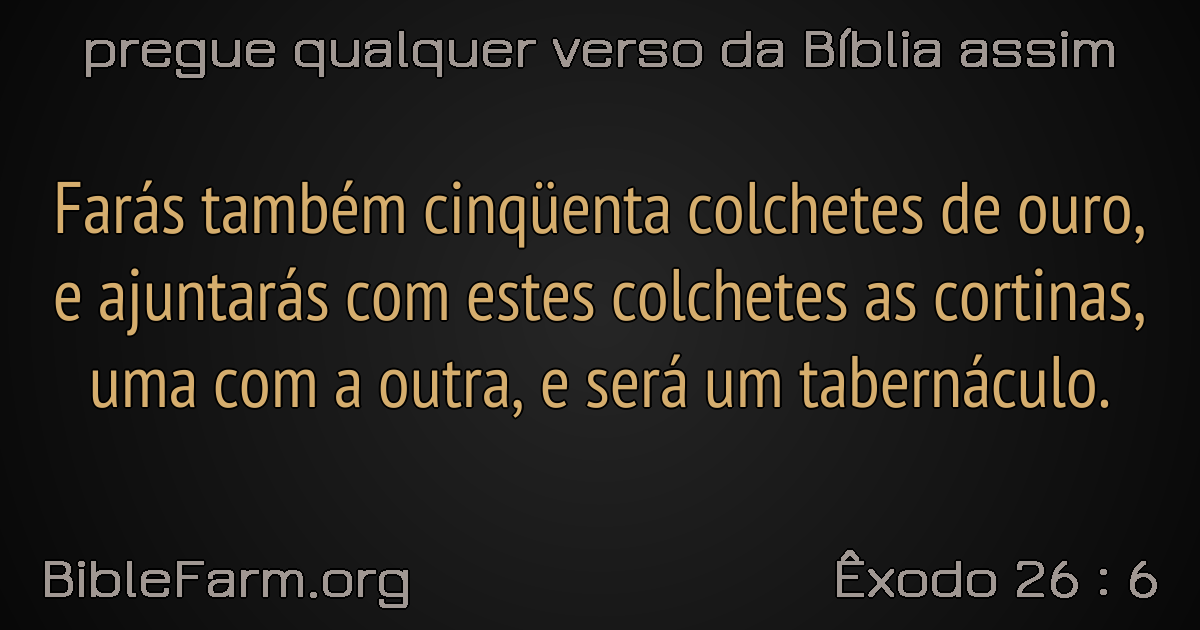 pregue qualquer verso da Bíblia assim
Farás também cinqüenta colchetes de ouro,
e ajuntarás com estes colchetes as cortinas,
uma com a outra, e será um tabernáculo.
BibleFarm.org
Êxodo 26 : 6